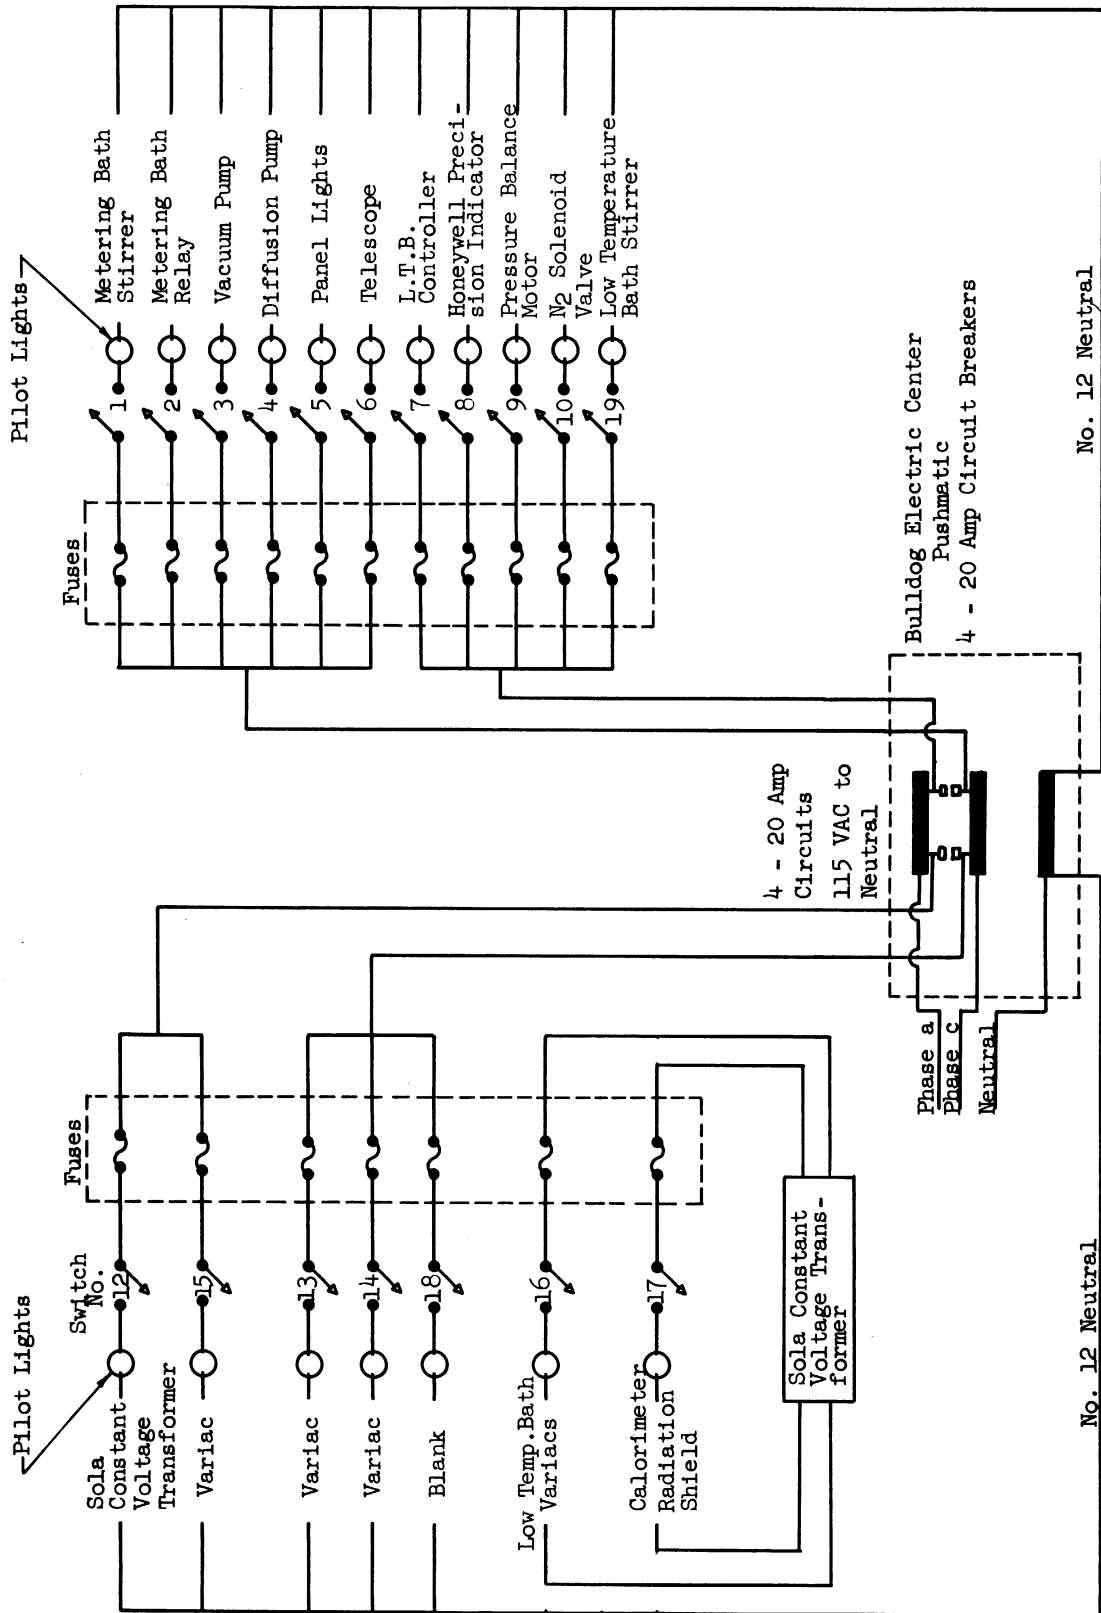 Pilot Lights
Metering Bath
Stirrer
Metering Bath
Relay
Vacuum Pump
Diffusion Pump
Panel Lights
Telescope
L.T.B.
Controller
Honeywell Preci-
sion Indicator
Pressure Balance
Motor
N2 Solenoid
Valve
Low Temperature
Bath Stirrer
1
2
3
4
5
6
7
8
9
10
19
Fuses
Bulldog Electric Center
Pushmatic
4 - 20 Amp Circuit Breakers
No. 12 Neutral
4 - 20 Amp
Circuits
115 VAC to
Neutral
Phase a
Phase c
Neutral
Fuses
Switch
No.
12
15
13
14
18
16
17
Pilot Lights
Sola
Constant
Voltage
Transformer
Variac
Variac
Variac
Blank
Low Temp.Bath
Variacs
Calorimeter
Radiation
Shield
Sola Constant
Voltage Trans-
former
No. 12 Neutral